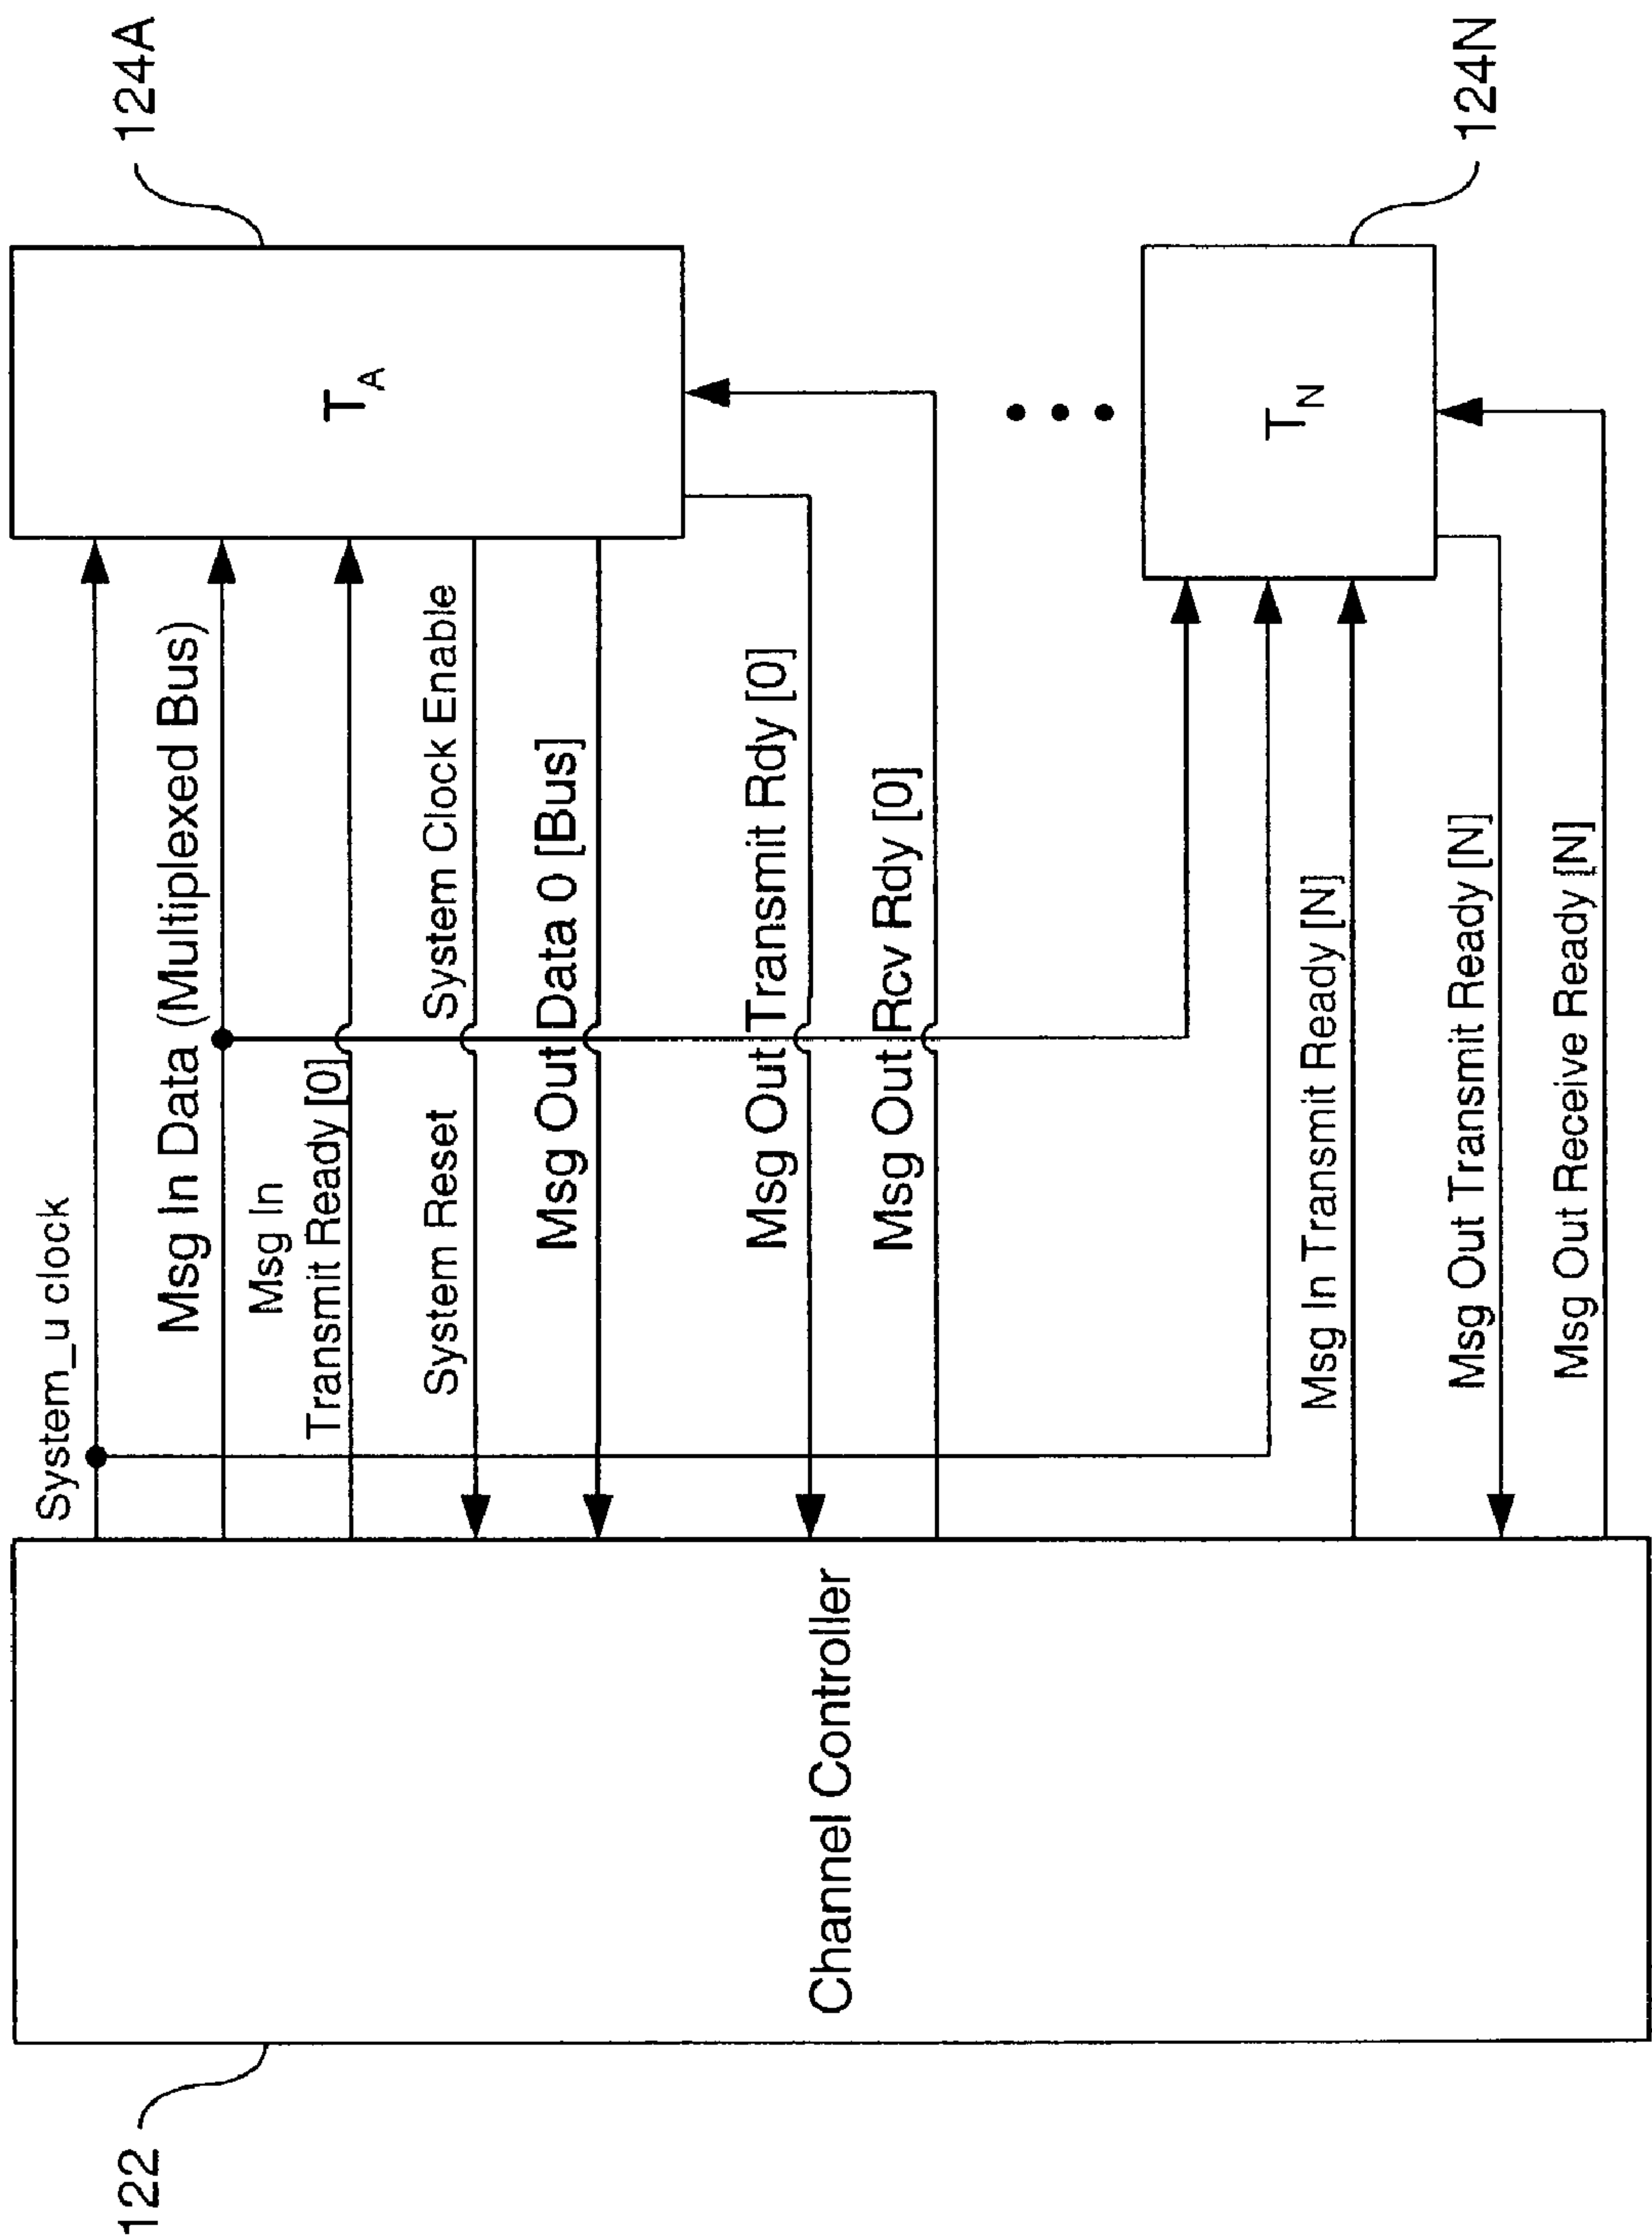 122
Channel Controller
System_u clock
Msg In Data (Multiplexed Bus)
Msg In
Transmit Ready [0]
System Reset
System Clock Enable
Msg Out Data 0 [Bus]
Msg Out Transmit Rdy [0]
Msg Out Rcv Rdy [0]
Msg In Transmit Ready [N]
Msg Out Transmit Ready [N]
Msg Out Receive Ready [N]
TA
124A
TN
124N